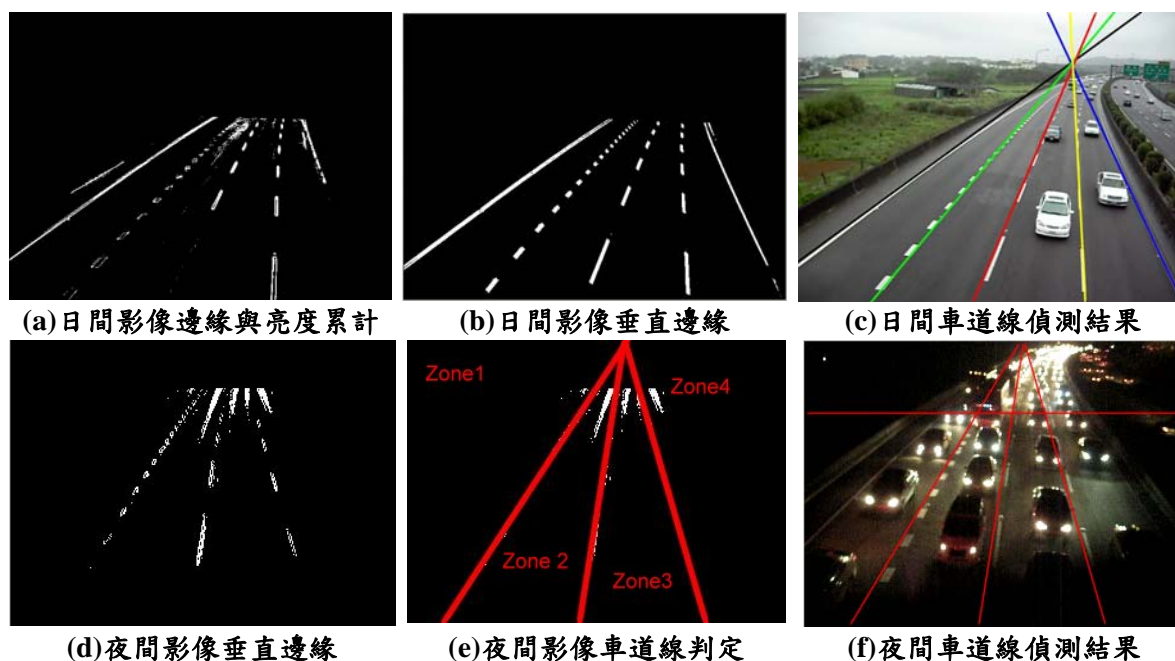 (a)日間影像邊緣與亮度累計
(b)日間影像垂直邊緣
(c)日間車道線偵測結果
Zone1
Zone4
Zone 2
Zone3
(d)夜間影像垂直邊緣
(e)夜間影像車道線判定
(f)夜間車道線偵測結果